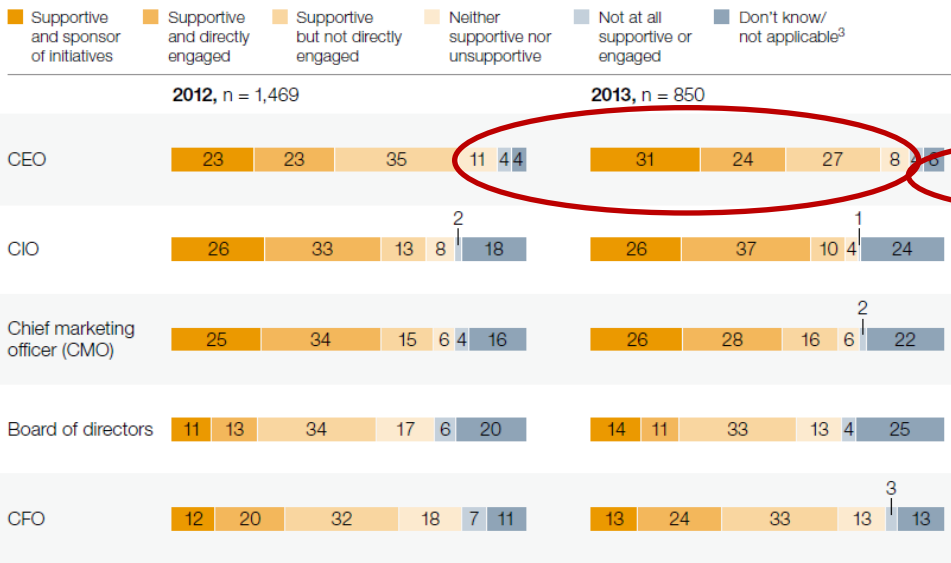 Supportive and sponsor of initiatives
Supportive and directly engaged
Supportive but not directly engaged
Neither supportive nor unsupportive
Not at all supportive or engaged
Don't know/ not applicable3
2012, n = 1,469 2013, n = 850
CEO 23 23 35 11 4 4 31 24 27 8 4 6
2 1
CIO 26 33 13 8 18 26 37 10 4 24
2
Chief marketing officer (CMO) 25 34 15 6 4 16 26 28 16 6 22
Board of directors 11 13 34 17 6 20 14 11 33 13 4 25
3
CFO 12 20 32 18 7 11 13 24 33 13 13